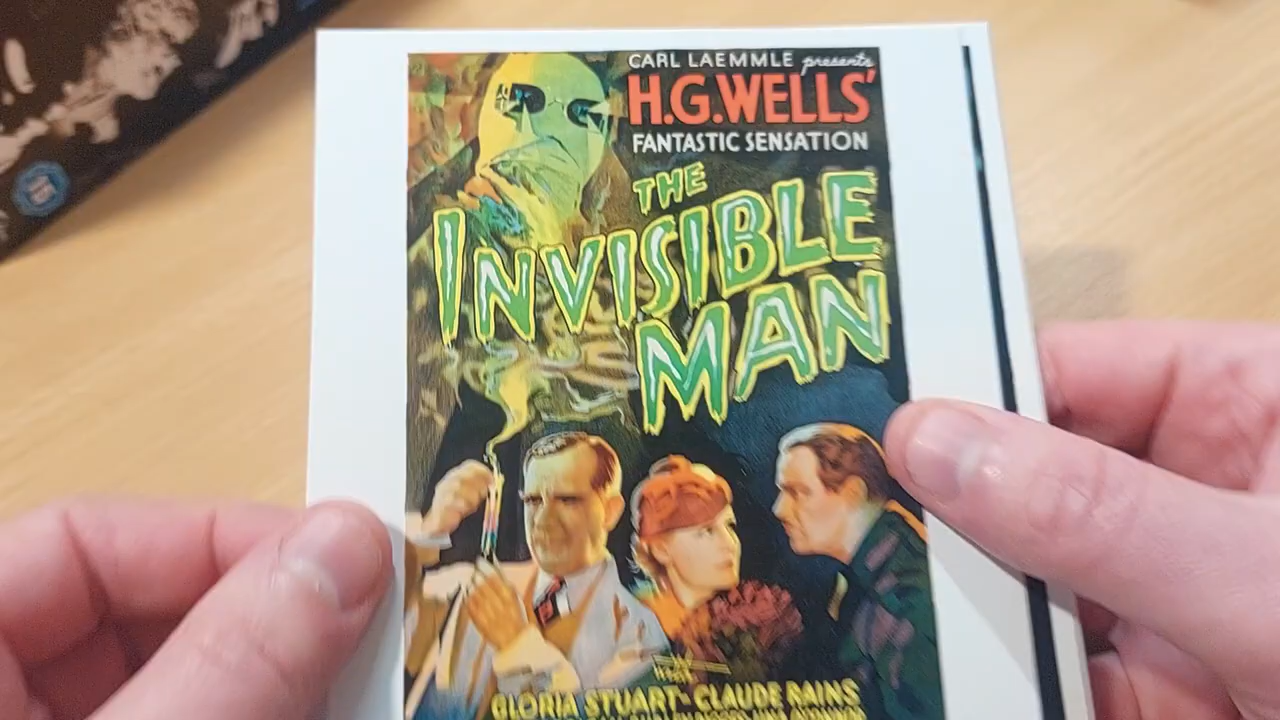 CARL LAEMMLE presents
H.G.WELLS'
FANTASTIC SENSATION
THE
INVISIBLE
MAN
GLORIA STUART - CLAUDE RAINS